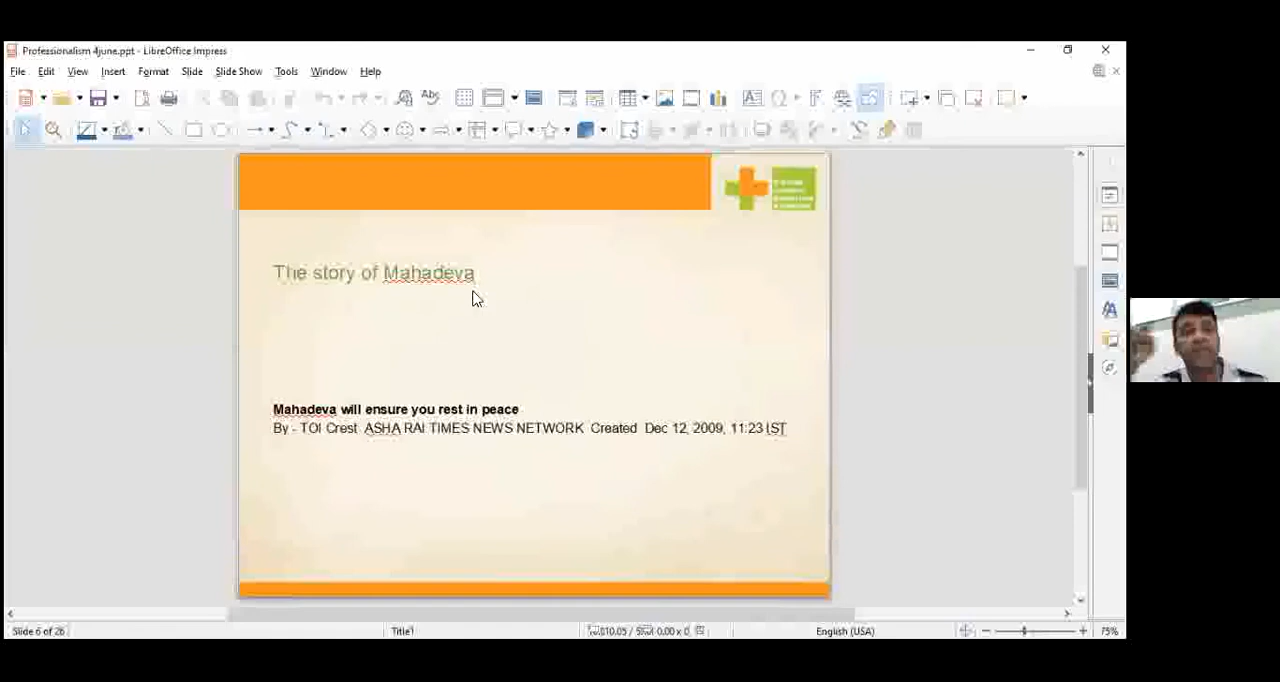 Professionalism 4june.ppt - LibreOffice Impress
File Edit View Insert Format Slide Slide Show Tools Window Help
The story of Mahadeva
Mahadeva will ensure you rest in peace
By - TOI Crest ASHA RAI TIMES NEWS NETWORK Created Dec 12, 2009, 11:23 IST
Slide 6 of 26
Title1
English (USA)
75%